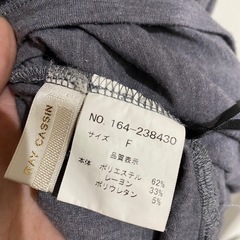 RAY CASSIN
NO 164-238430
サイズ F
品質表示
本体 ポリエステル 62%
レーヨン 33%
ポリウレタン 5%